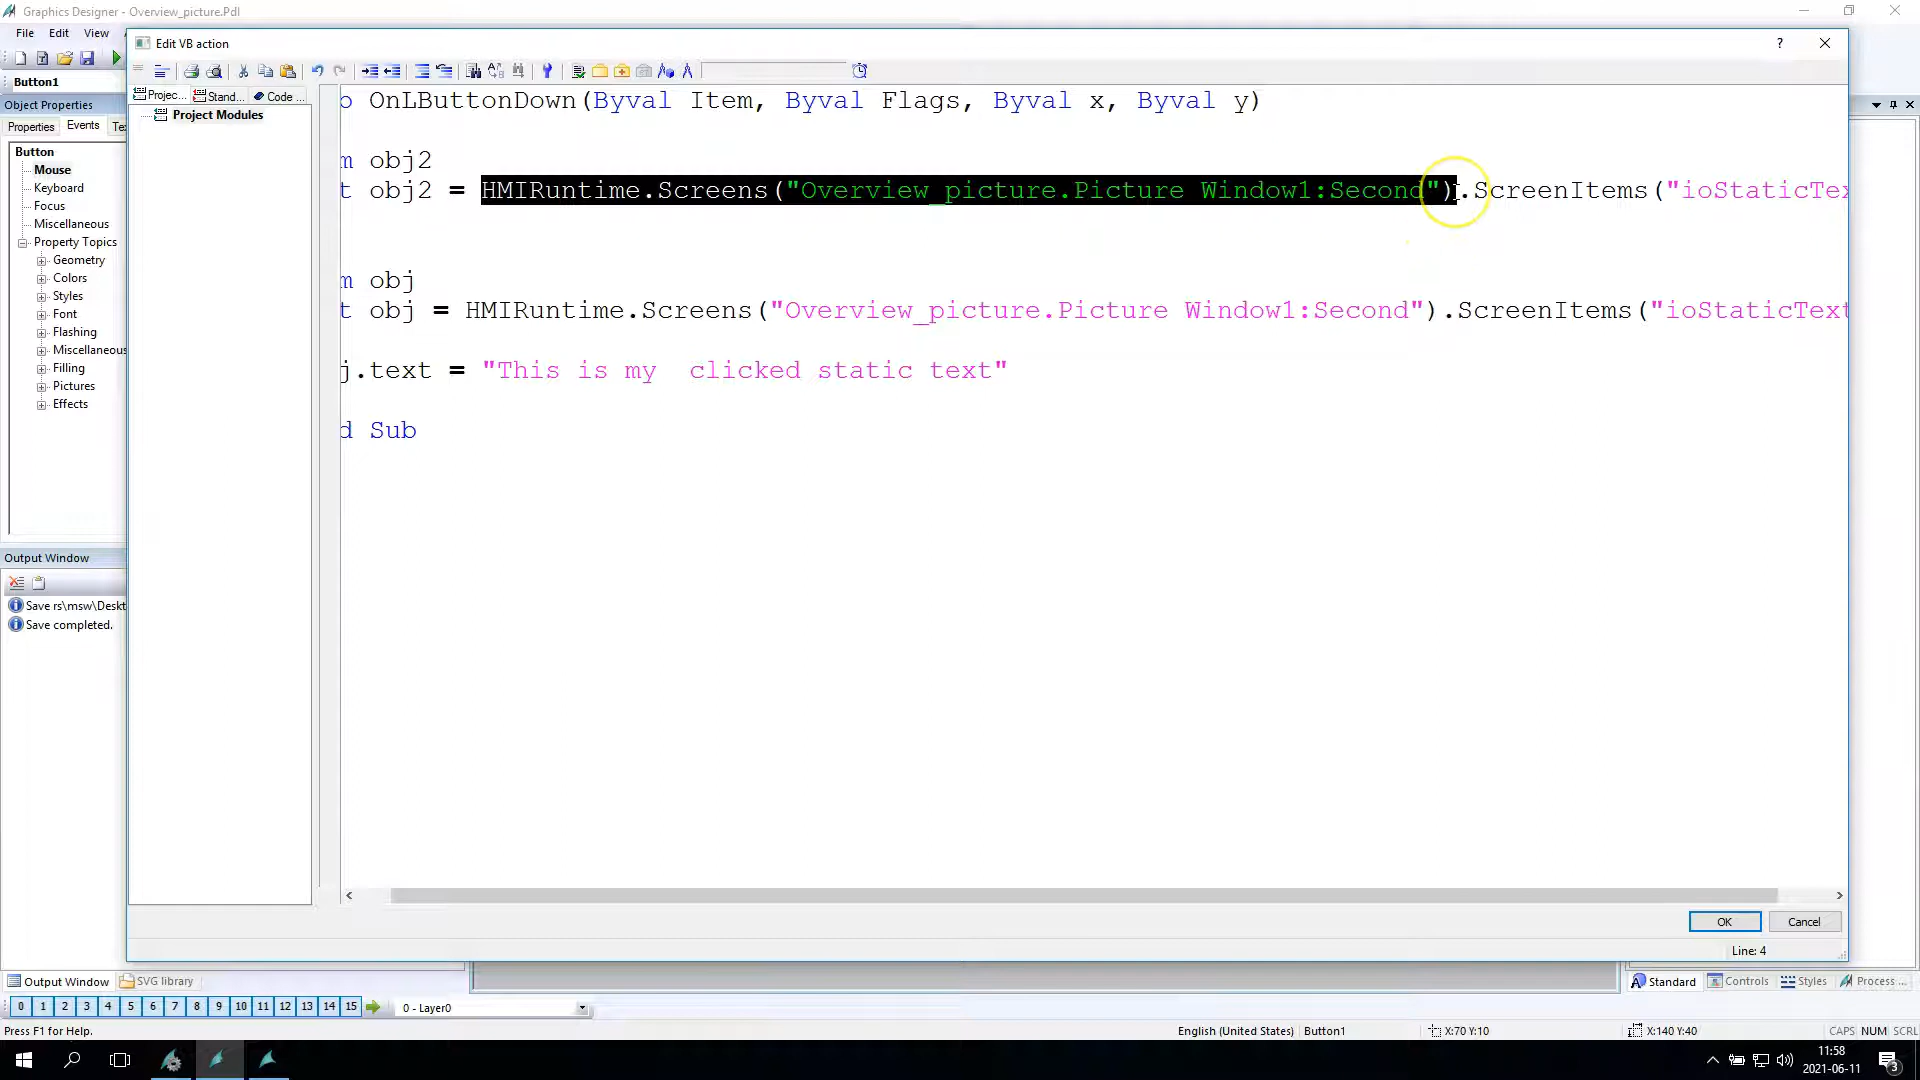 Graphics Designer - Overview_picture.Pdl
File Edit View
Edit VB action
Button1
Object Properties
Properties Events
Button
Mouse
Keyboard
Focus
Miscellaneous
Property Topics
Geometry
Colors
Styles
Font
Flashing
Miscellaneous
Filling
Pictures
Effects
Projec... Stand... Code ...
Project Modules
b OnLButtonDown(Byval Item, Byval Flags, Byval x, Byval y)
m obj2
t obj2 = HMIRuntime.Screens("Overview_picture.Picture Window1:Second").ScreenItems("ioStaticTex
m obj
t obj = HMIRuntime.Screens("Overview_picture.Picture Window1:Second").ScreenItems("ioStaticText
j.text = "This is my  clicked static text"
d Sub
OK Cancel
Line: 4
Output Window
Save rs\msw\Deskt
Save completed.
Output Window SVG library
Standard Controls Styles Process ...
0 1 2 3 4 5 6 7 8 9 10 11 12 13 14 15 0 - Layer0
Press F1 for Help. English (United States) Button1 X:70 Y:10 X:140 Y:40 CAPS NUM SCRL
11:58
2021-06-11
3